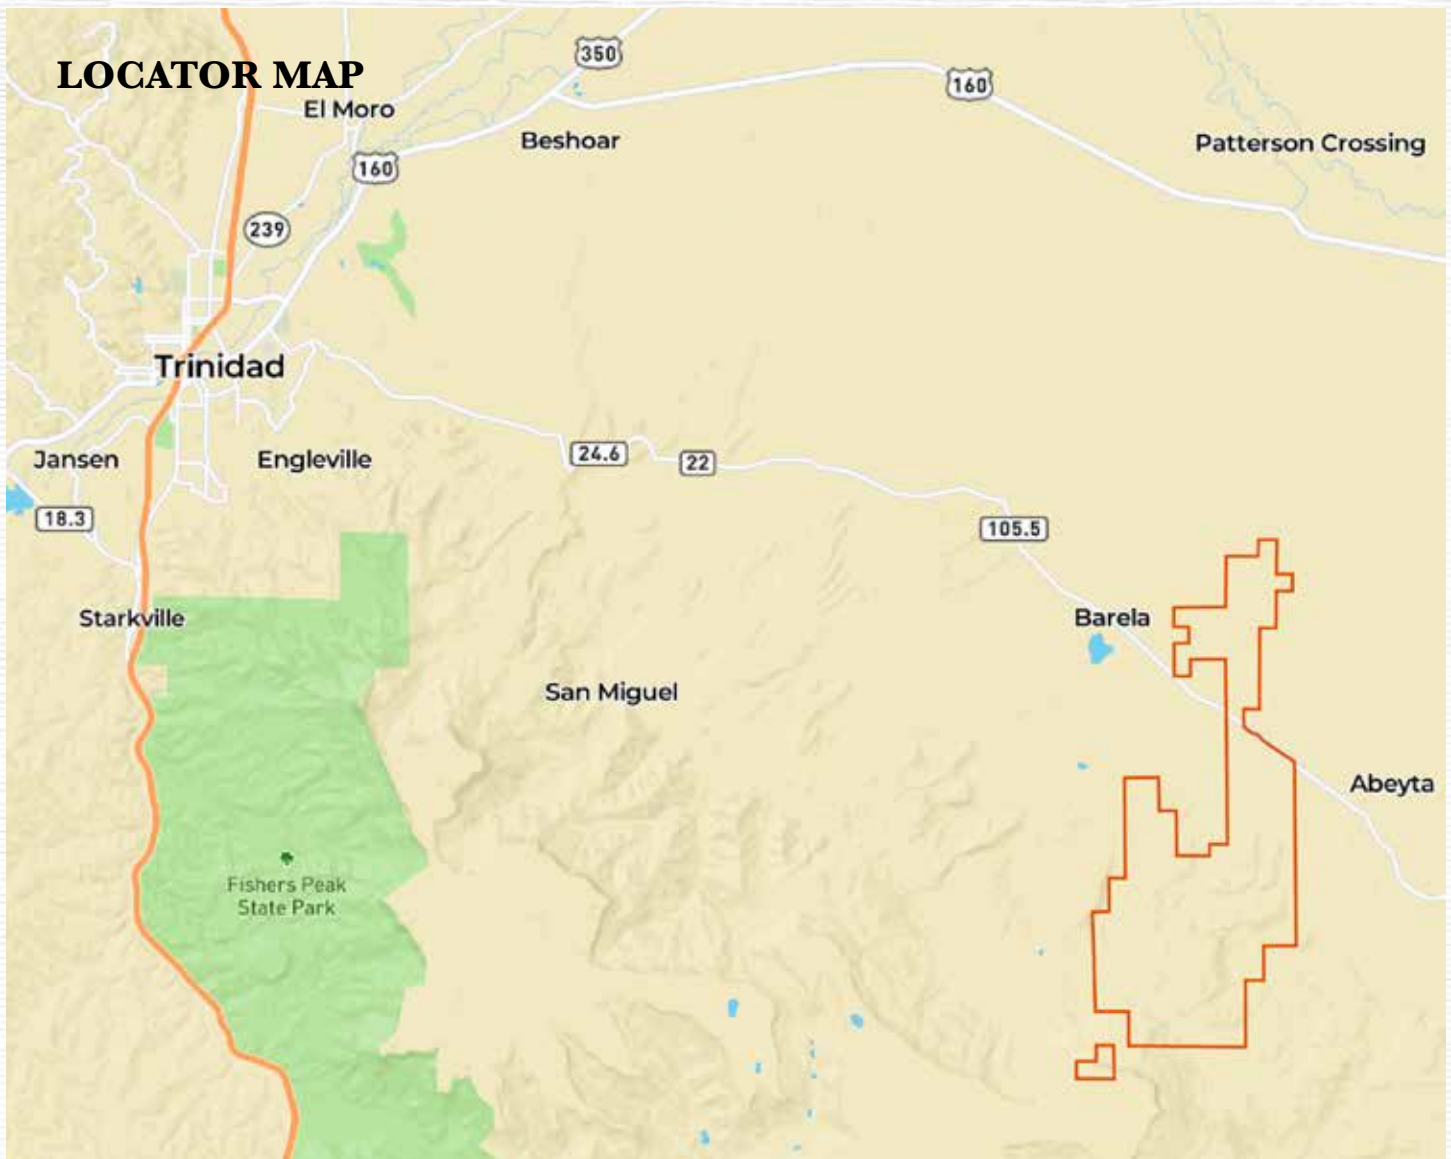 LOCATOR MAP
350
160
El Moro
Beshoar
Patterson Crossing
160
239
Trinidad
Jansen
Engleville
24.6
22
18.3
105.5
Starkville
Barela
San Miguel
Abeyta
Fishers Peak
State Park